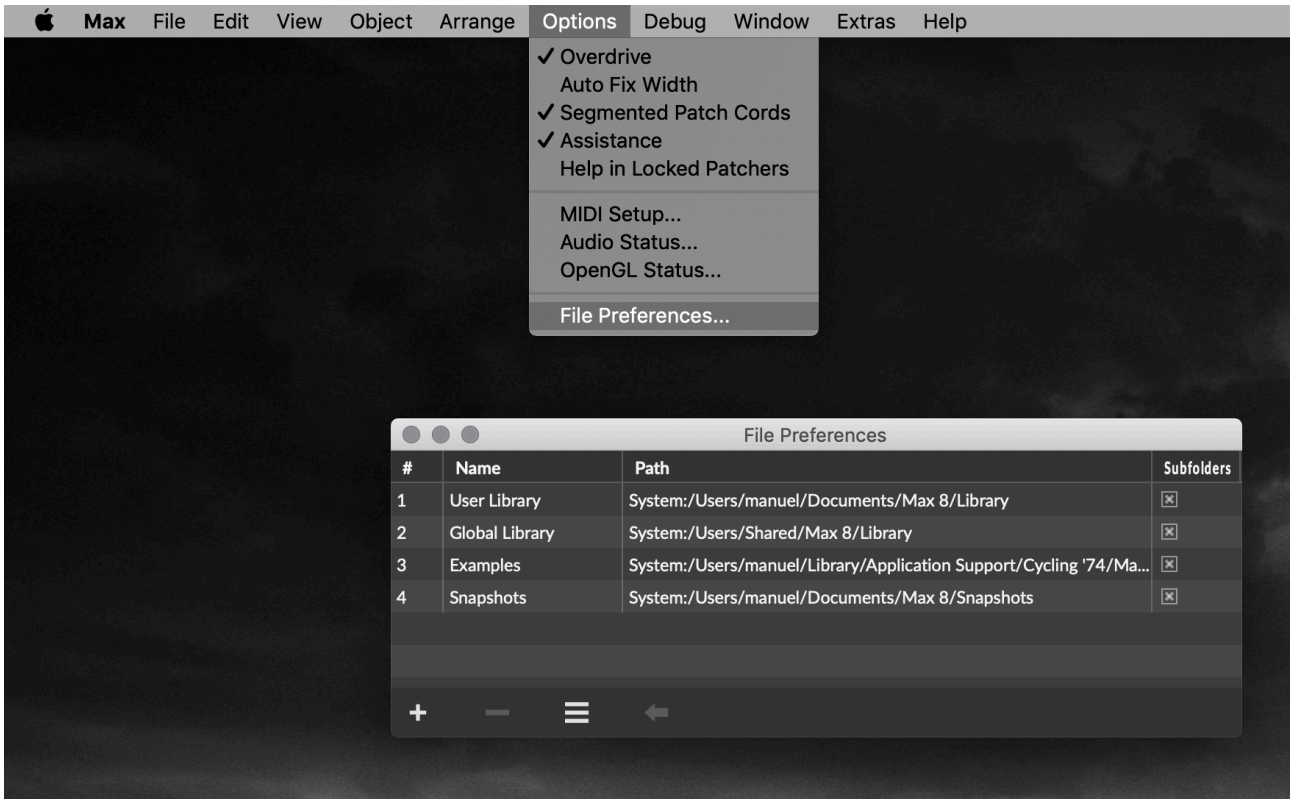 Max File Edit View Object Arrange Options Debug Window Extras Help
✓ Overdrive
Auto Fix Width
✓ Segmented Patch Cords
✓ Assistance
Help in Locked Patchers
MIDI Setup...
Audio Status...
OpenGL Status...
File Preferences...
File Preferences
# Name Path Subfolders
1 User Library System:/Users/manuel/Documents/Max 8/Library
2 Global Library System:/Users/Shared/Max 8/Library
3 Examples System:/Users/manuel/Library/Application Support/Cycling '74/Ma...
4 Snapshots System:/Users/manuel/Documents/Max 8/Snapshots